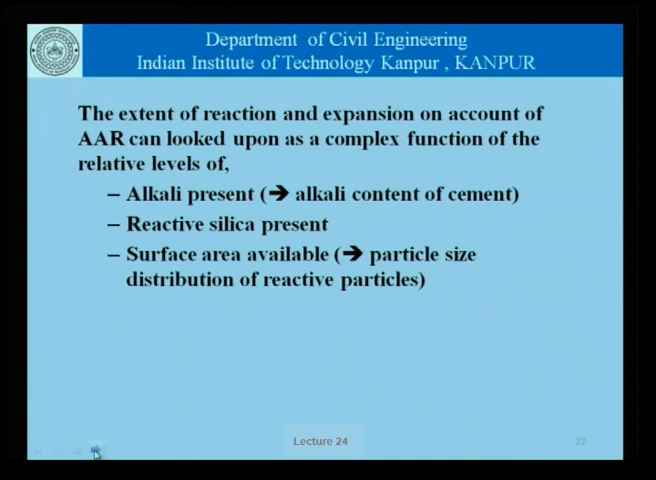 Department of Civil Engineering
Indian Institute of Technology Kanpur , KANPUR
The extent of reaction and expansion on account of
AAR can looked upon as a complex function of the
relative levels of,
– Alkali present (➔ alkali content of cement)
– Reactive silica present
– Surface area available (➔ particle size
distribution of reactive particles)
Lecture 24
22